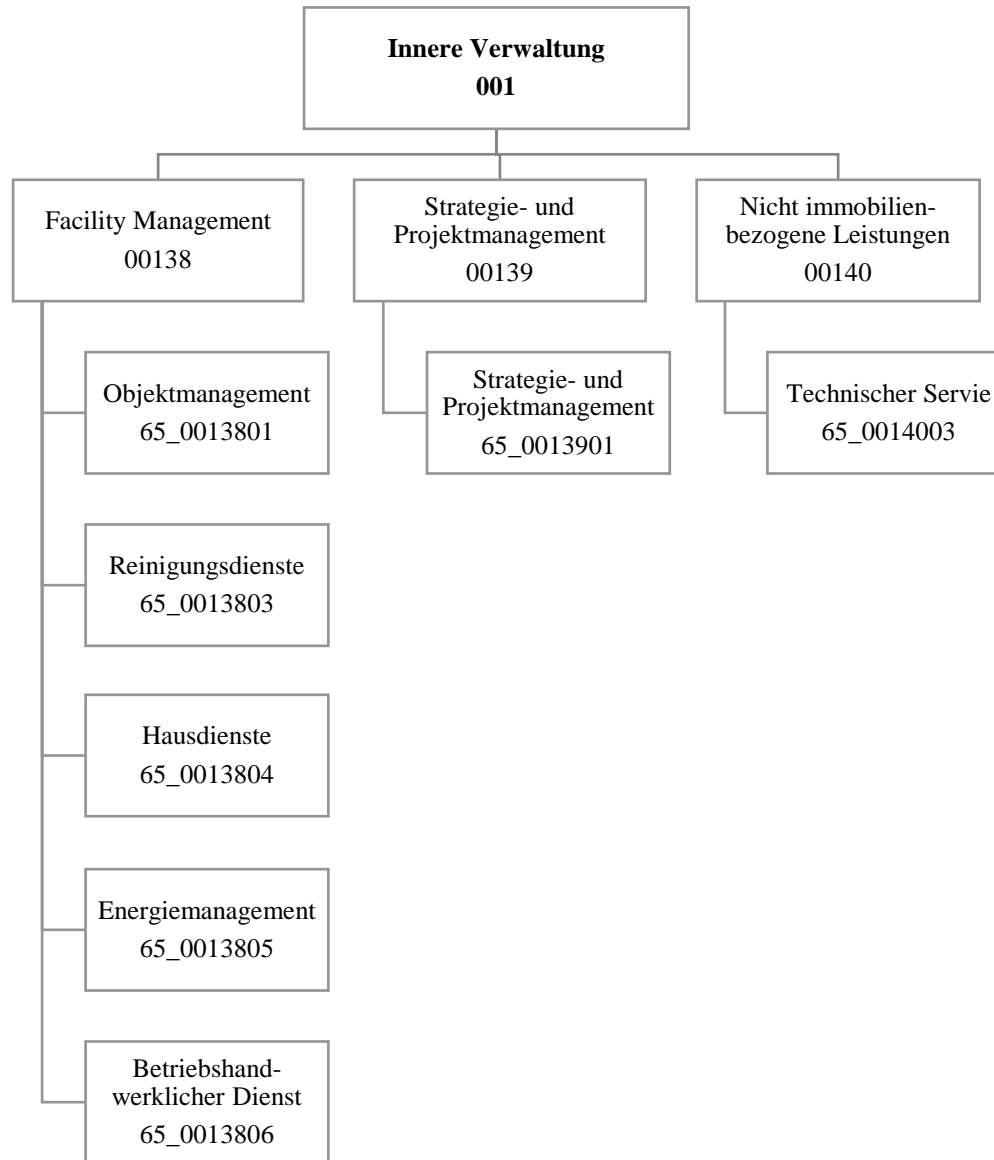 Innere Verwaltung
001
Facility Management
00138
Strategie- und
Projektmanagement
00139
Nicht immobilien-
bezogene Leistungen
00140
Objektmanagement
65_0013801
Strategie- und
Projektmanagement
65_0013901
Technischer Servie
65_0014003
Reinigungsdienste
65_0013803
Hausdienste
65_0013804
Energiemanagement
65_0013805
Betriebshand-
werklicher Dienst
65_0013806